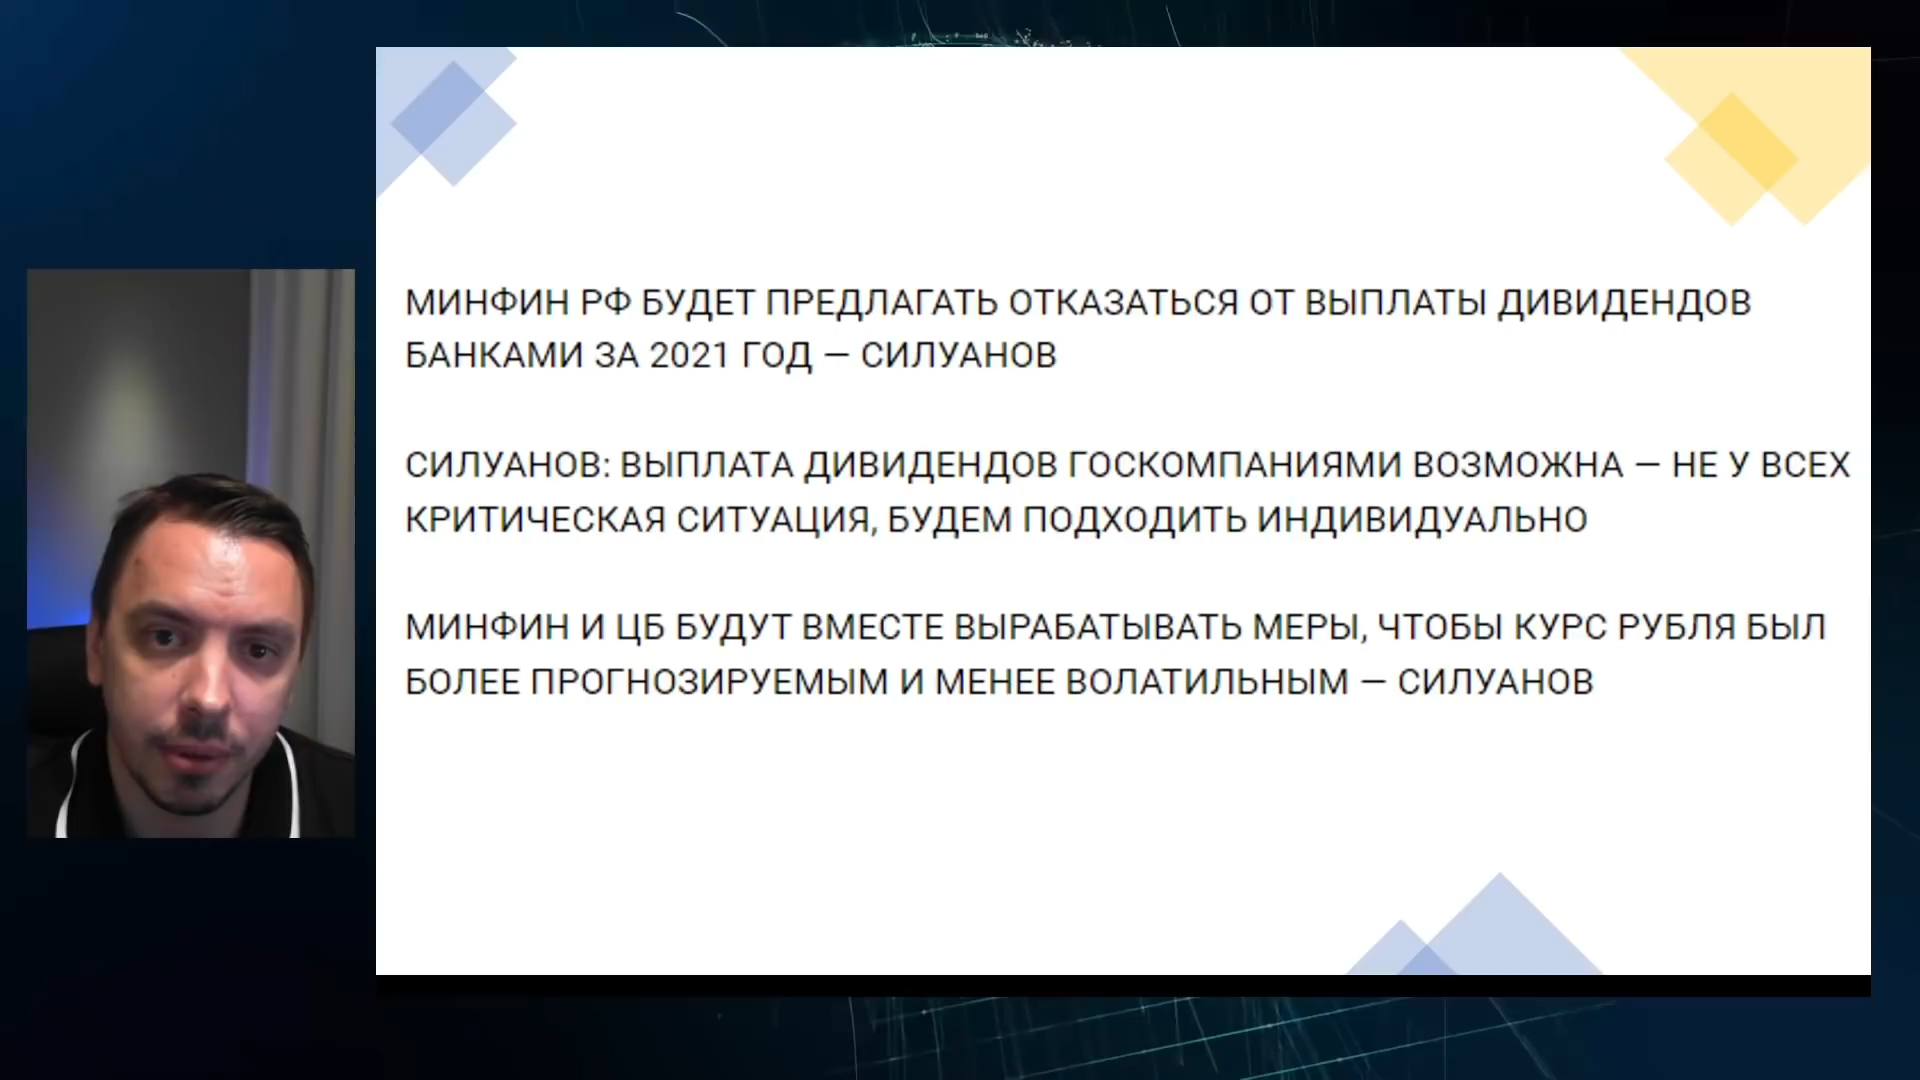 МИНФИН РФ БУДЕТ ПРЕДЛАГАТЬ ОТКАЗАТЬСЯ ОТ ВЫПЛАТЫ ДИВИДЕНДОВ
БАНКАМИ ЗА 2021 ГОД — СИЛУАНОВ
СИЛУАНОВ: ВЫПЛАТА ДИВИДЕНДОВ ГОСКОМПАНИЯМИ ВОЗМОЖНА — НЕ У ВСЕХ
КРИТИЧЕСКАЯ СИТУАЦИЯ, БУДЕМ ПОДХОДИТЬ ИНДИВИДУАЛЬНО
МИНФИН И ЦБ БУДУТ ВМЕСТЕ ВЫРАБАТЫВАТЬ МЕРЫ, ЧТОБЫ КУРС РУБЛЯ БЫЛ
БОЛЕЕ ПРОГНОЗИРУЕМЫМ И МЕНЕЕ ВОЛАТИЛЬНЫМ — СИЛУАНОВ